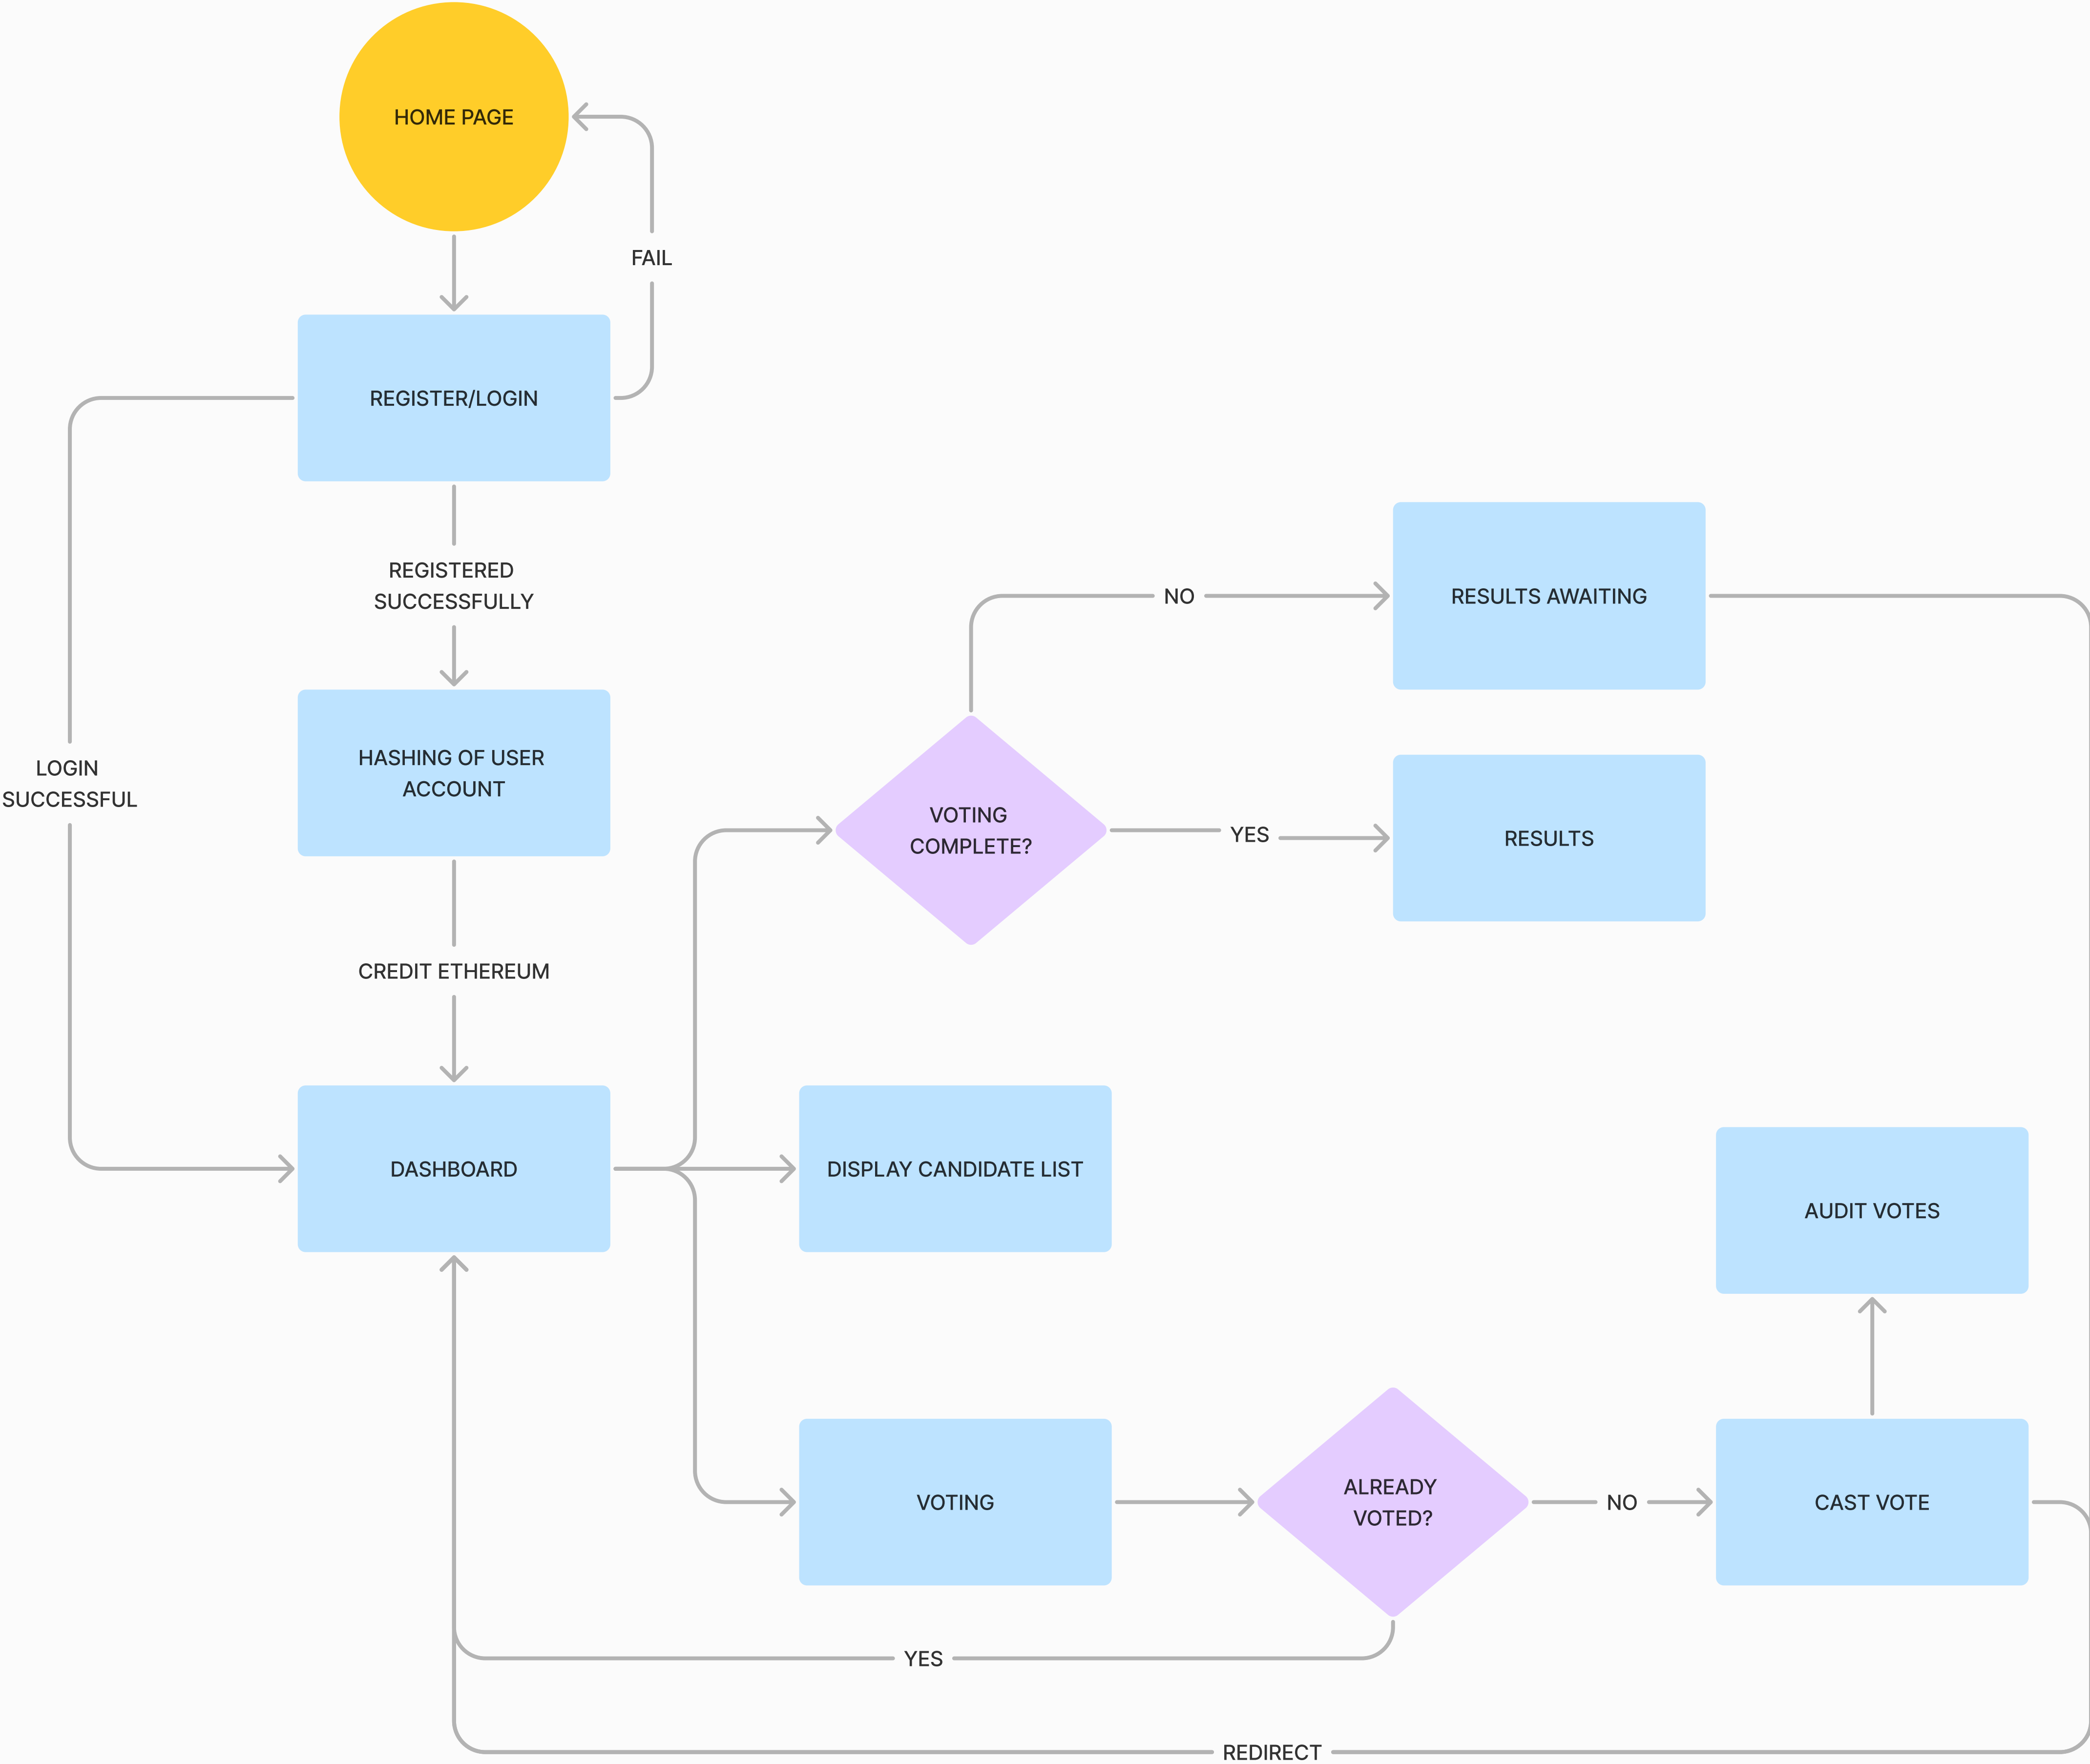 HOME PAGE
FAIL
REGISTER/LOGIN
REGISTERED
SUCCESSFULLY
NO
RESULTS AWAITING
LOGIN
SUCCESSFUL
HASHING OF USER
ACCOUNT
VOTING
COMPLETE?
YES
RESULTS
CREDIT ETHEREUM
DASHBOARD
DISPLAY CANDIDATE LIST
AUDIT VOTES
VOTING
ALREADY
VOTED?
NO
CAST VOTE
YES
REDIRECT